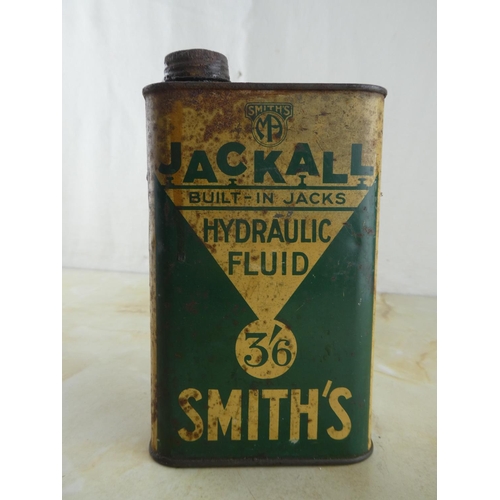 SMITH'S
MA
JACKALL
BUILT-IN JACKS
HYDRAULIC
FLUID
3'6
SMITH'S